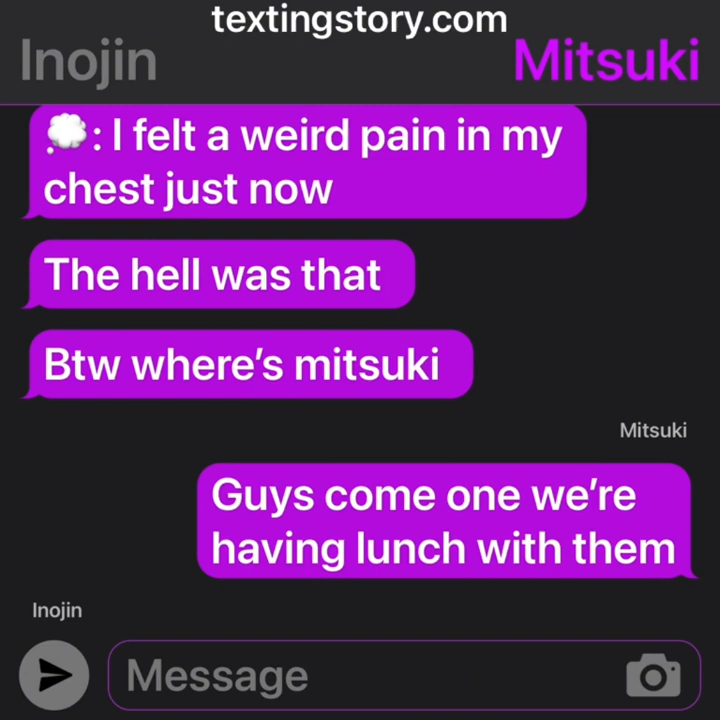 textingstory.com
Inojin
Mitsuki
💭: I felt a weird pain in my
chest just now
The hell was that
Btw where's mitsuki
Mitsuki
Guys come one we're
having lunch with them
Inojin
Message